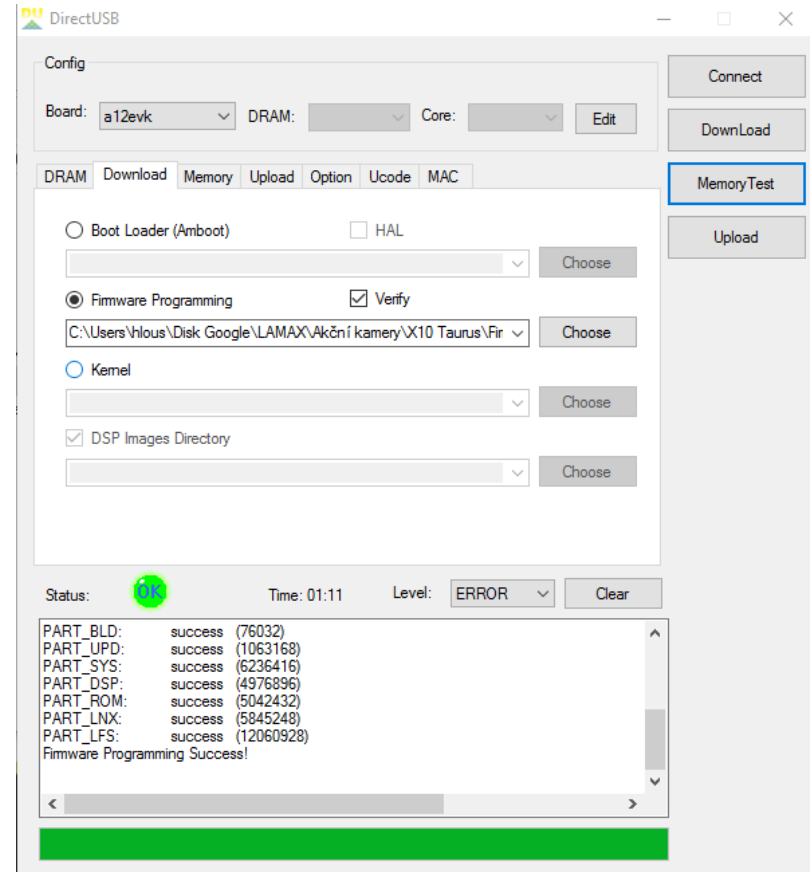 DU DirectUSB
Config
Board: a12evk DRAM: Core: Edit
Connect
DownLoad
MemoryTest
Upload
DRAM Download Memory Upload Option Ucode MAC
Boot Loader (Amboot) HAL
Choose
Firmware Programming Verify
C:\Users\hlous\Disk Google\LAMAX\Akční kamery\X10 Taurus\Fir Choose
Kernel
Choose
DSP Images Directory
Choose
Status: OK Time: 01:11 Level: ERROR Clear
PART_BLD: success (76032)
PART_UPD: success (1063168)
PART_SYS: success (6236416)
PART_DSP: success (4976896)
PART_ROM: success (5042432)
PART_LNX: success (5845248)
PART_LFS: success (12060928)
Firmware Programming Success!